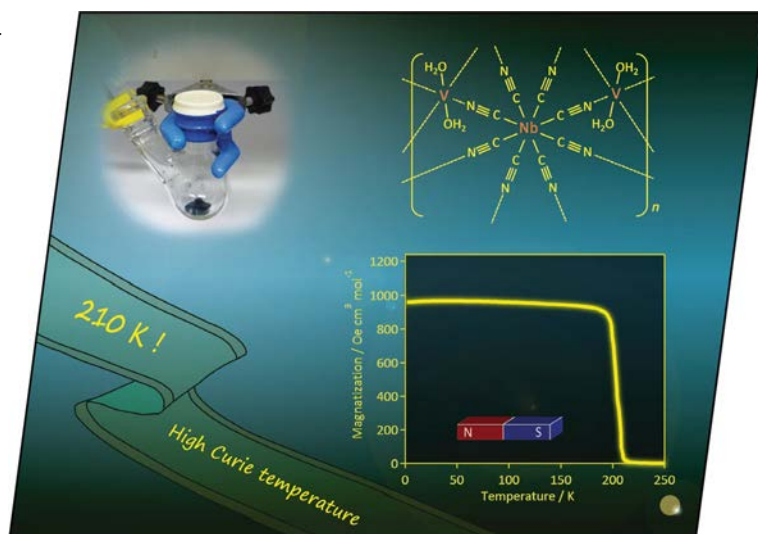 H₂O
OH₂
V
N≡C
C≡N
Nb
V
OH₂
H₂O
n
210 K !
High Curie temperature
Magnetization / Oe cm³ mol⁻¹
1200
1000
800
600
400
200
0
0 50 100 150 200 250
Temperature / K
N S